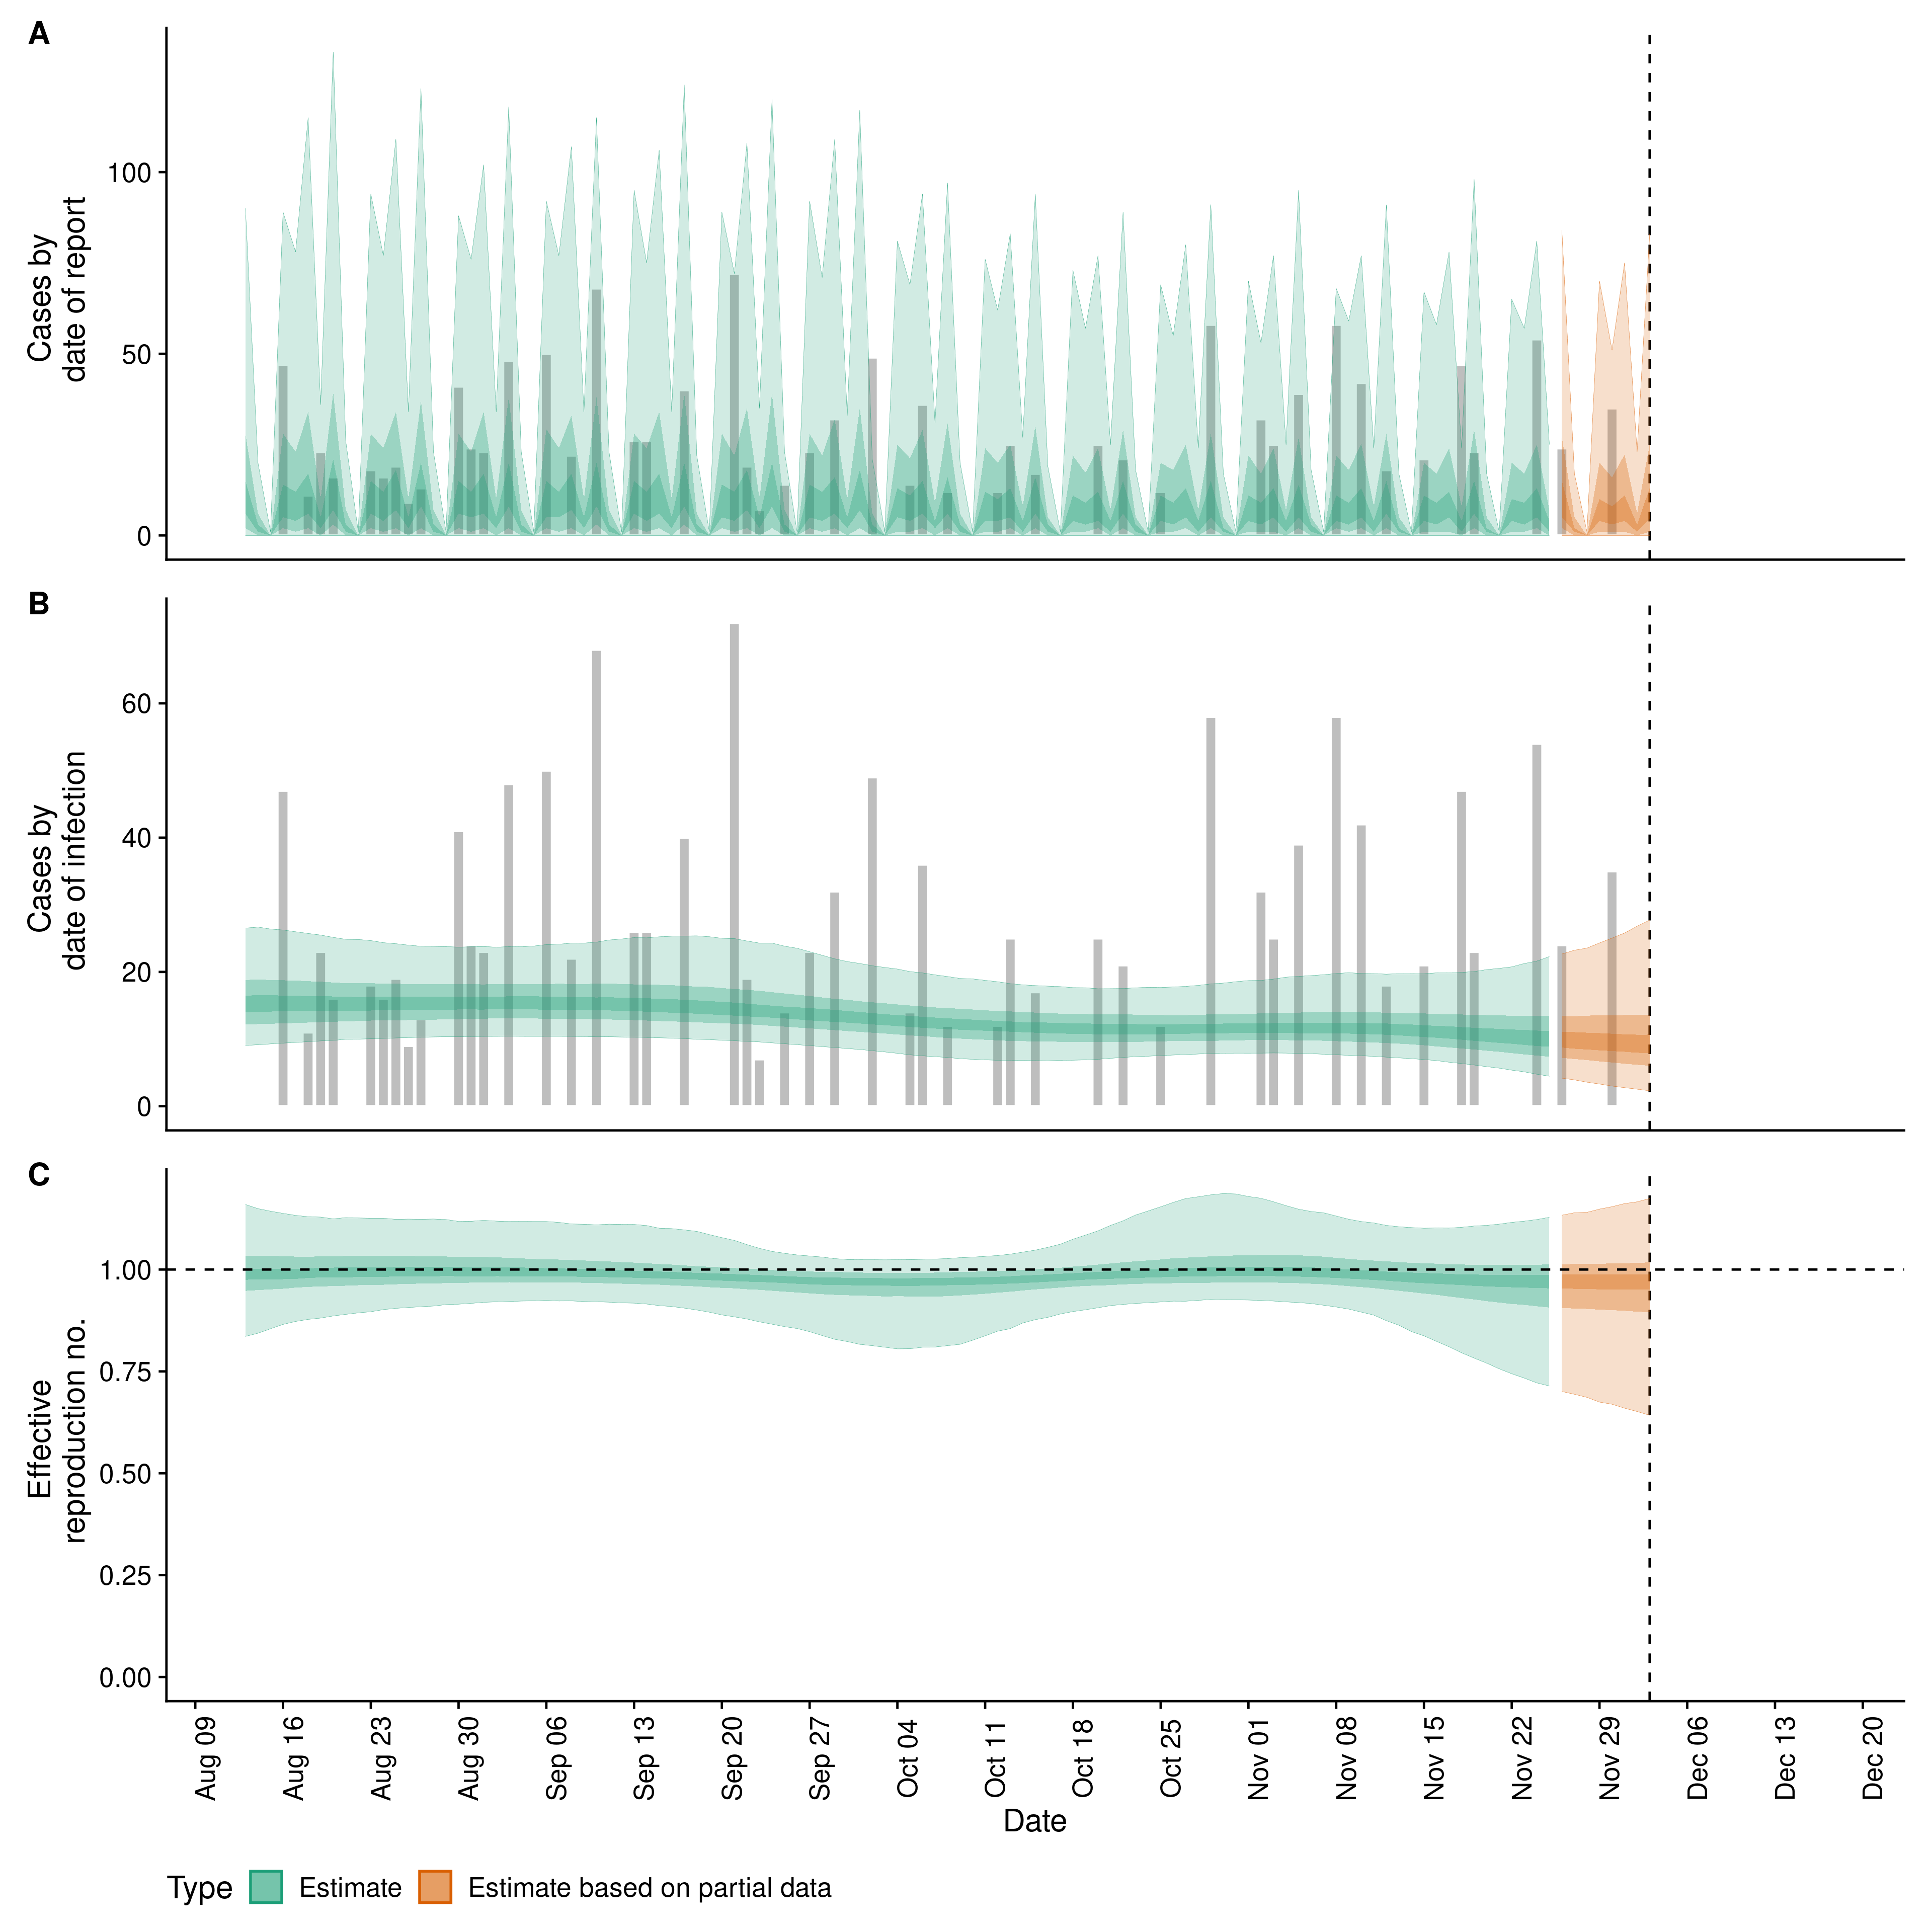 A
Cases by
date of report
100
50
0
B
Cases by
date of infection
60
40
20
0
C
Effective
reproduction no.
1.00
0.75
0.50
0.25
0.00
Aug 09
Aug 16
Aug 23
Aug 30
Sep 06
Sep 13
Sep 20
Sep 27
Oct 04
Oct 11
Oct 18
Oct 25
Nov 01
Nov 08
Nov 15
Nov 22
Nov 29
Dec 06
Dec 13
Dec 20
Date
Type Estimate Estimate based on partial data